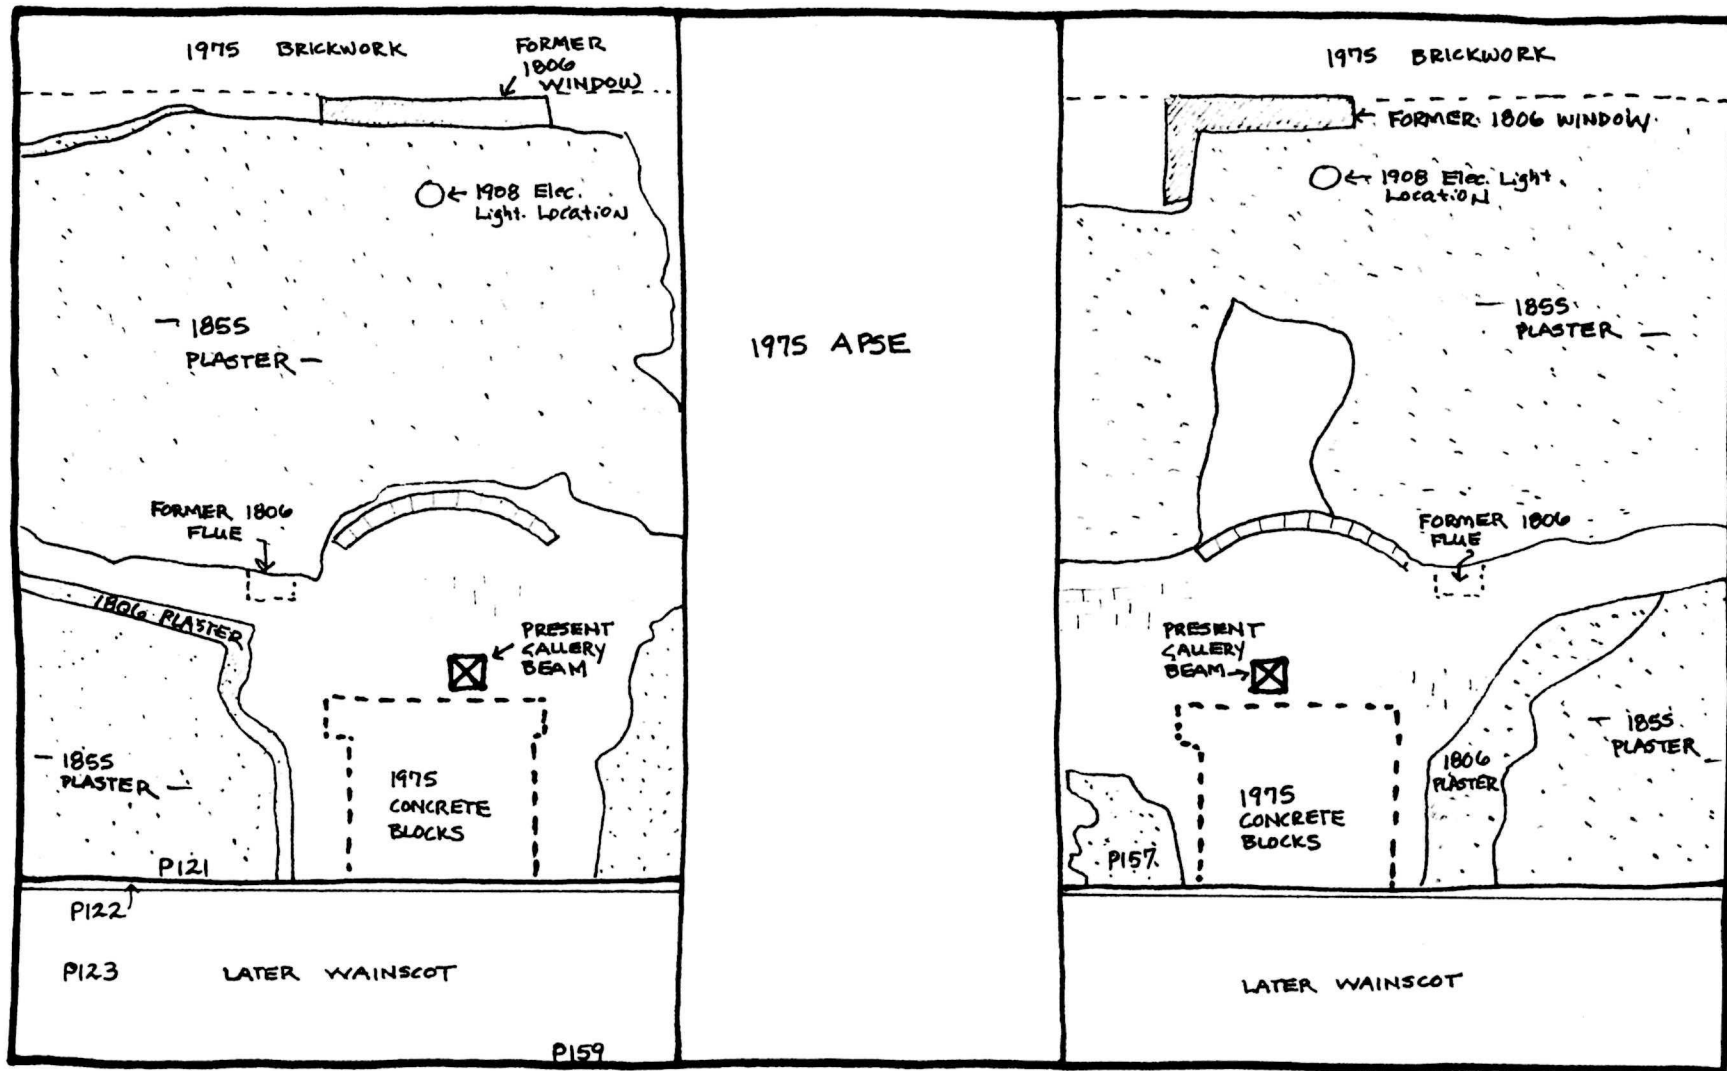 1975 BRICKWORK
FORMER
1806
WINDOW
1908 Elec.
Light. Location
1855
PLASTER
FORMER 1806
FLUE
1806 PLASTER
PRESENT
GALLERY
BEAM
1855
PLASTER
1975
CONCRETE
BLOCKS
P121
P122
P123
LATER WAINSCOT
P159
1975 APSE
1975 BRICKWORK
FORMER 1806 WINDOW
1908 Elec. Light
Location
1855
PLASTER
FORMER 1806
FLUE
PRESENT
GALLERY
BEAM
1855
PLASTER
1806
PLASTER
1975
CONCRETE
BLOCKS
P157
LATER WAINSCOT